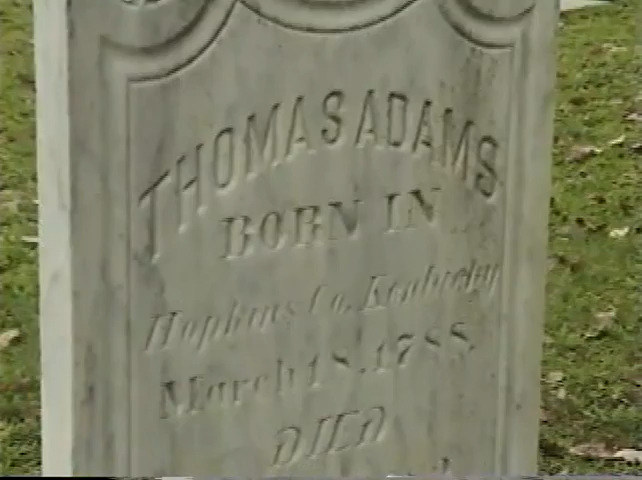 THOMAS ADAMS
BORN IN
Hopkins Co. Kentucky
March 18. 1788.
DIED